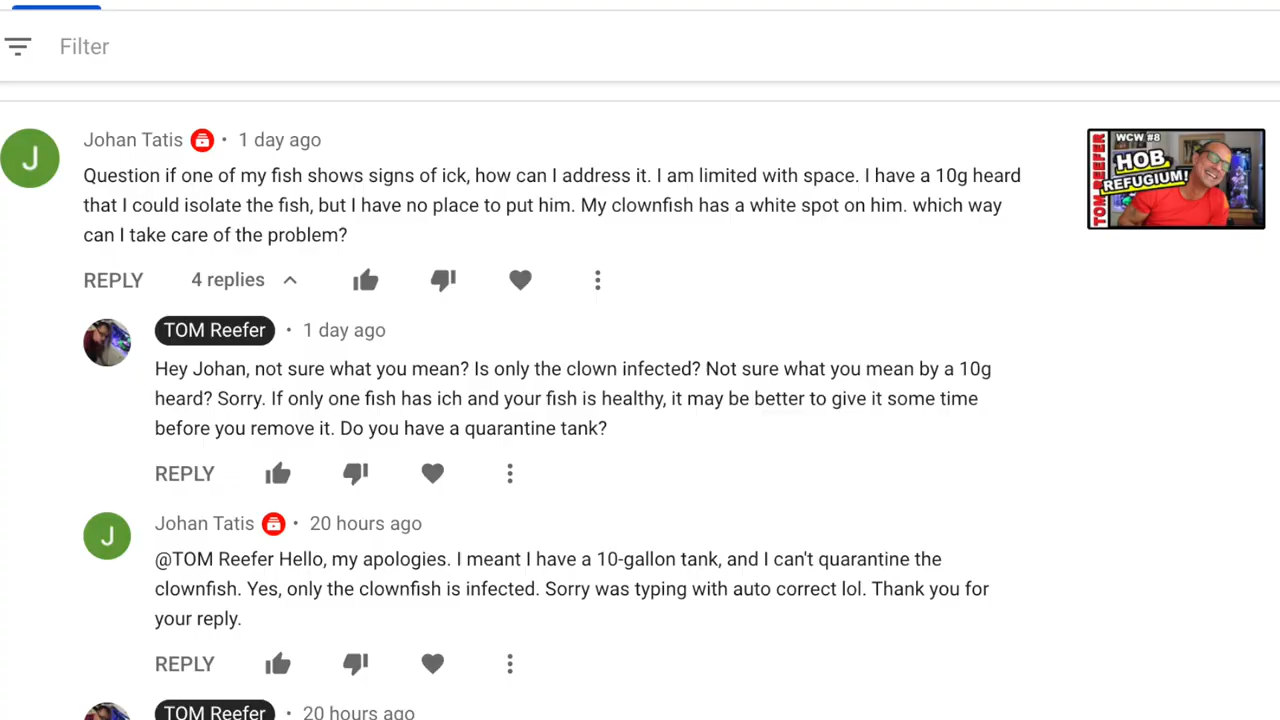 Filter
Johan Tatis • 1 day ago
Question if one of my fish shows signs of ick, how can I address it. I am limited with space. I have a 10g heard
that I could isolate the fish, but I have no place to put him. My clownfish has a white spot on him. which way
can I take care of the problem?
REPLY 4 replies
WCW #8
HOB
REFUGIUM!
TOM REEFER
J
TOM Reefer • 1 day ago
Hey Johan, not sure what you mean? Is only the clown infected? Not sure what you mean by a 10g
heard? Sorry. If only one fish has ich and your fish is healthy, it may be better to give it some time
before you remove it. Do you have a quarantine tank?
REPLY
J
Johan Tatis • 20 hours ago
@TOM Reefer Hello, my apologies. I meant I have a 10-gallon tank, and I can't quarantine the
clownfish. Yes, only the clownfish is infected. Sorry was typing with auto correct lol. Thank you for
your reply.
REPLY
TOM Reefer • 20 hours ago